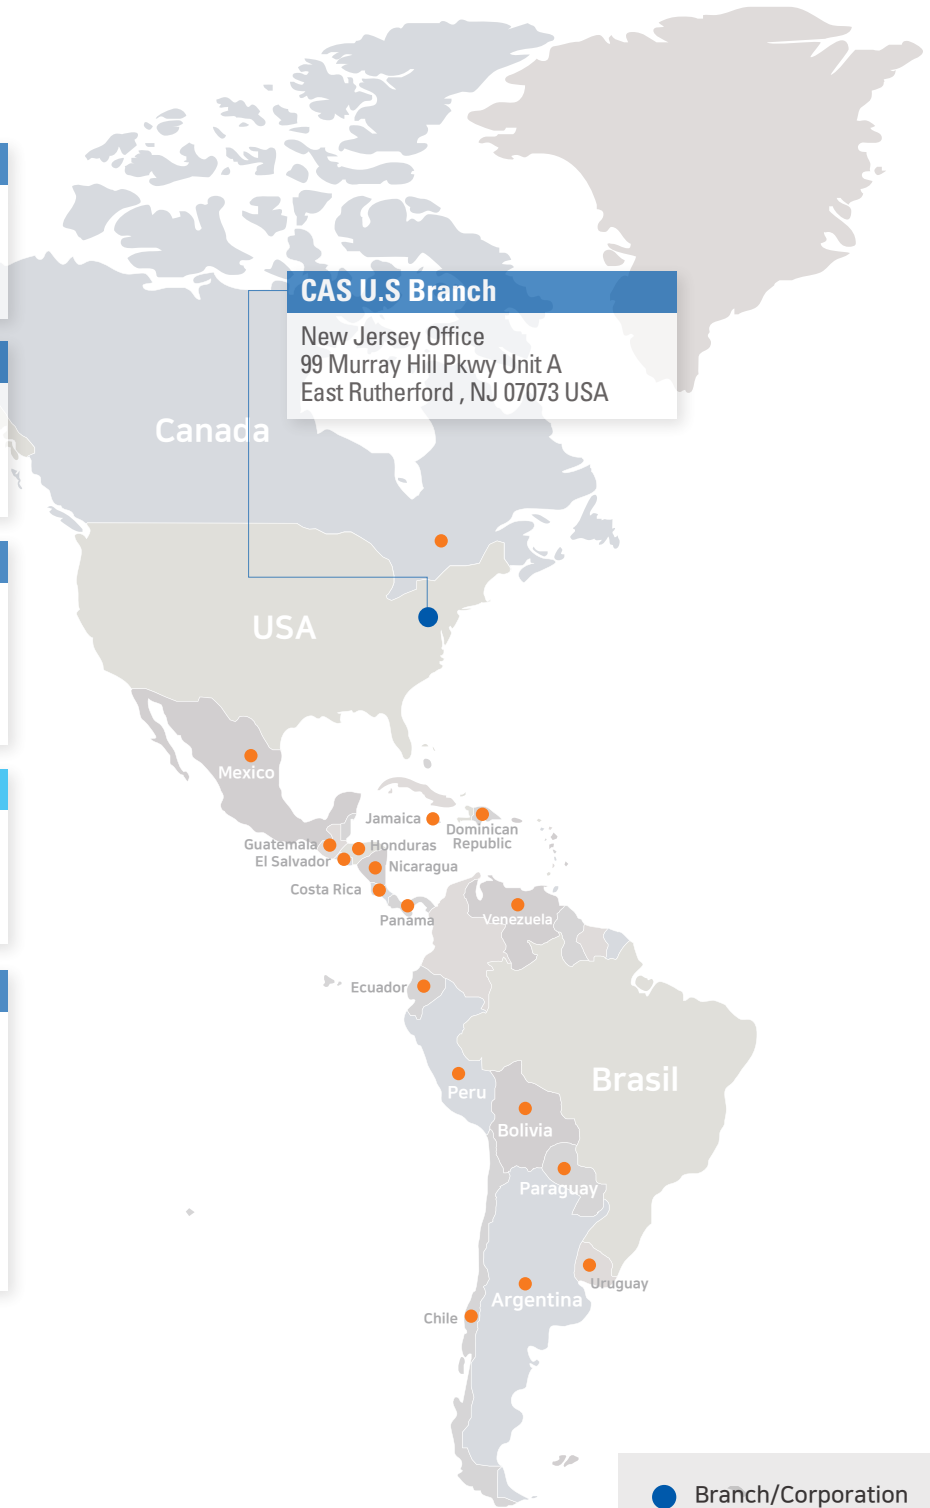 CAS U.S Branch
New Jersey Office
99 Murray Hill Pkwy Unit A
East Rutherford , NJ 07073 USA
Canada
USA
Mexico
Jamaica
Dominican
Republic
Guatemala
Honduras
El Salvador
Nicaragua
Costa Rica
Panama
Venezuela
Ecuador
Brasil
Peru
Bolivia
Paraguay
Uruguay
Argentina
Chile
Branch/Corporation